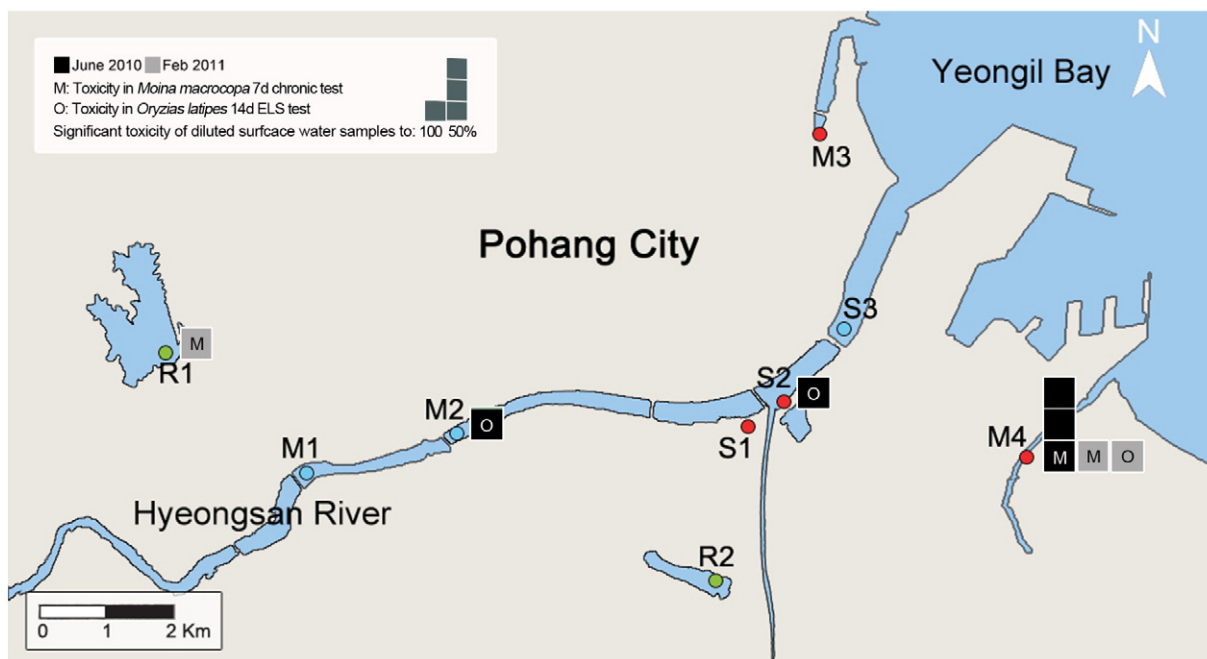 June 2010 Feb 2011
M: Toxicity in Moina macrocopa 7d chronic test
O: Toxicity in Oryzias latipes 14d ELS test
Significant toxicity of diluted surfcace water samples to: 100 50%
Yeongil Bay
N
M3
Pohang City
S3
M
R1
S2
O
M2
O
S1
M4
M M O
M1
Hyeongsan River
R2
0 1 2 Km